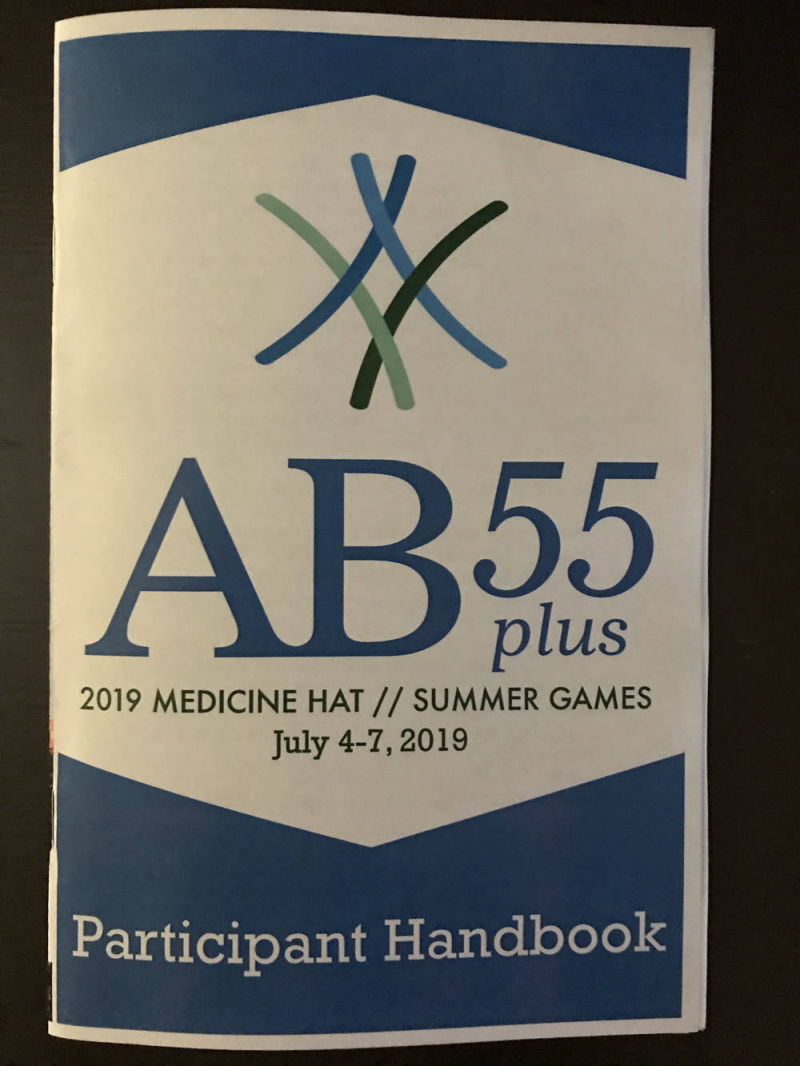 AB55
plus
2019 MEDICINE HAT // SUMMER GAMES
July 4-7, 2019
Participant Handbook